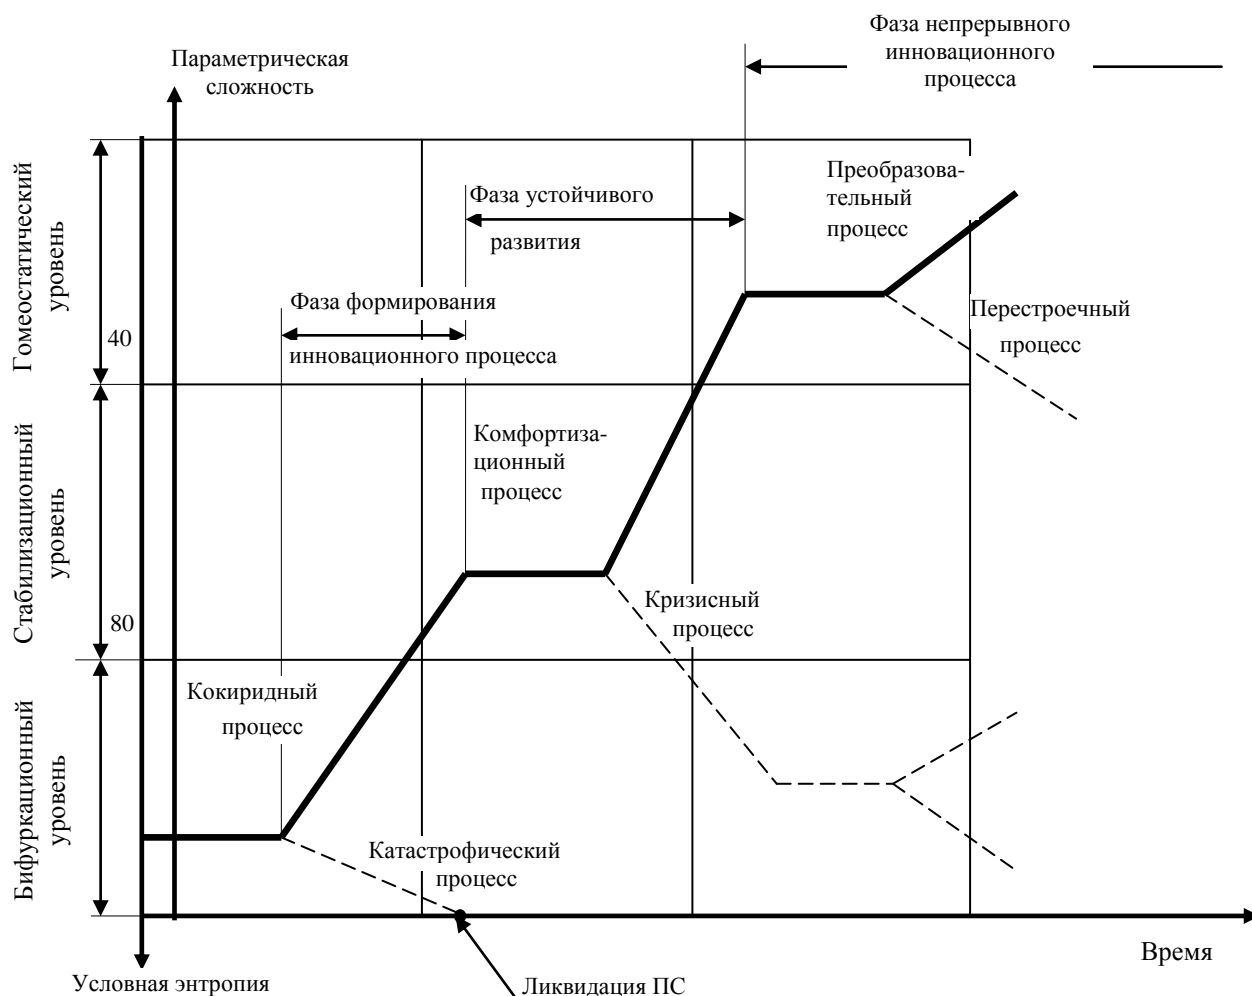 Фаза непрерывного
инновационного
процесса
Параметрическая
сложность
Гомеостатический
уровень
Преобразова-
тельный
процесс
Фаза устойчивого
развития
Фаза формирования
инновационного процесса
Перестроечный
процесс
40
Стабилизационный
уровень
Комфортиза-
ционный
процесс
Кризисный
процесс
80
Бифуркационный
уровень
Кокиридный
процесс
Катастрофический
процесс
Время
Условная энтропия
Ликвидация ПС